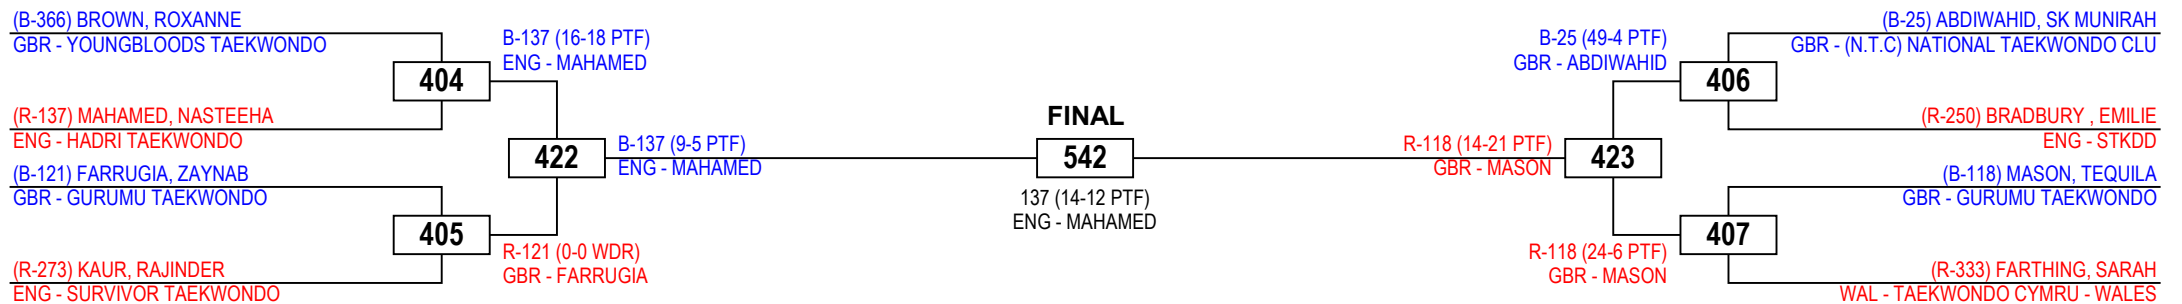 (B-366) BROWN, ROXANNE
GBR - YOUNGBLOODS TAEKWONDO
404
(R-137) MAHAMED, NASTEEHA
ENG - HADRI TAEKWONDO
B-137 (16-18 PTF)
ENG - MAHAMED
(B-121) FARRUGIA, ZAYNAB
GBR - GURUMU TAEKWONDO
405
(R-273) KAUR, RAJINDER
ENG - SURVIVOR TAEKWONDO
R-121 (0-0 WDR)
GBR - FARRUGIA
422
B-137 (9-5 PTF)
ENG - MAHAMED
FINAL
542
137 (14-12 PTF)
ENG - MAHAMED
R-118 (14-21 PTF)
GBR - MASON
423
B-25 (49-4 PTF)
GBR - ABDIWAHID
406
(B-25) ABDIWAHID, SK MUNIRAH
GBR - (N.T.C) NATIONAL TAEKWONDO CLU
(R-250) BRADBURY , EMILIE
ENG - STKDD
R-118 (24-6 PTF)
GBR - MASON
407
(B-118) MASON, TEQUILA
GBR - GURUMU TAEKWONDO
(R-333) FARTHING, SARAH
WAL - TAEKWONDO CYMRU - WALES